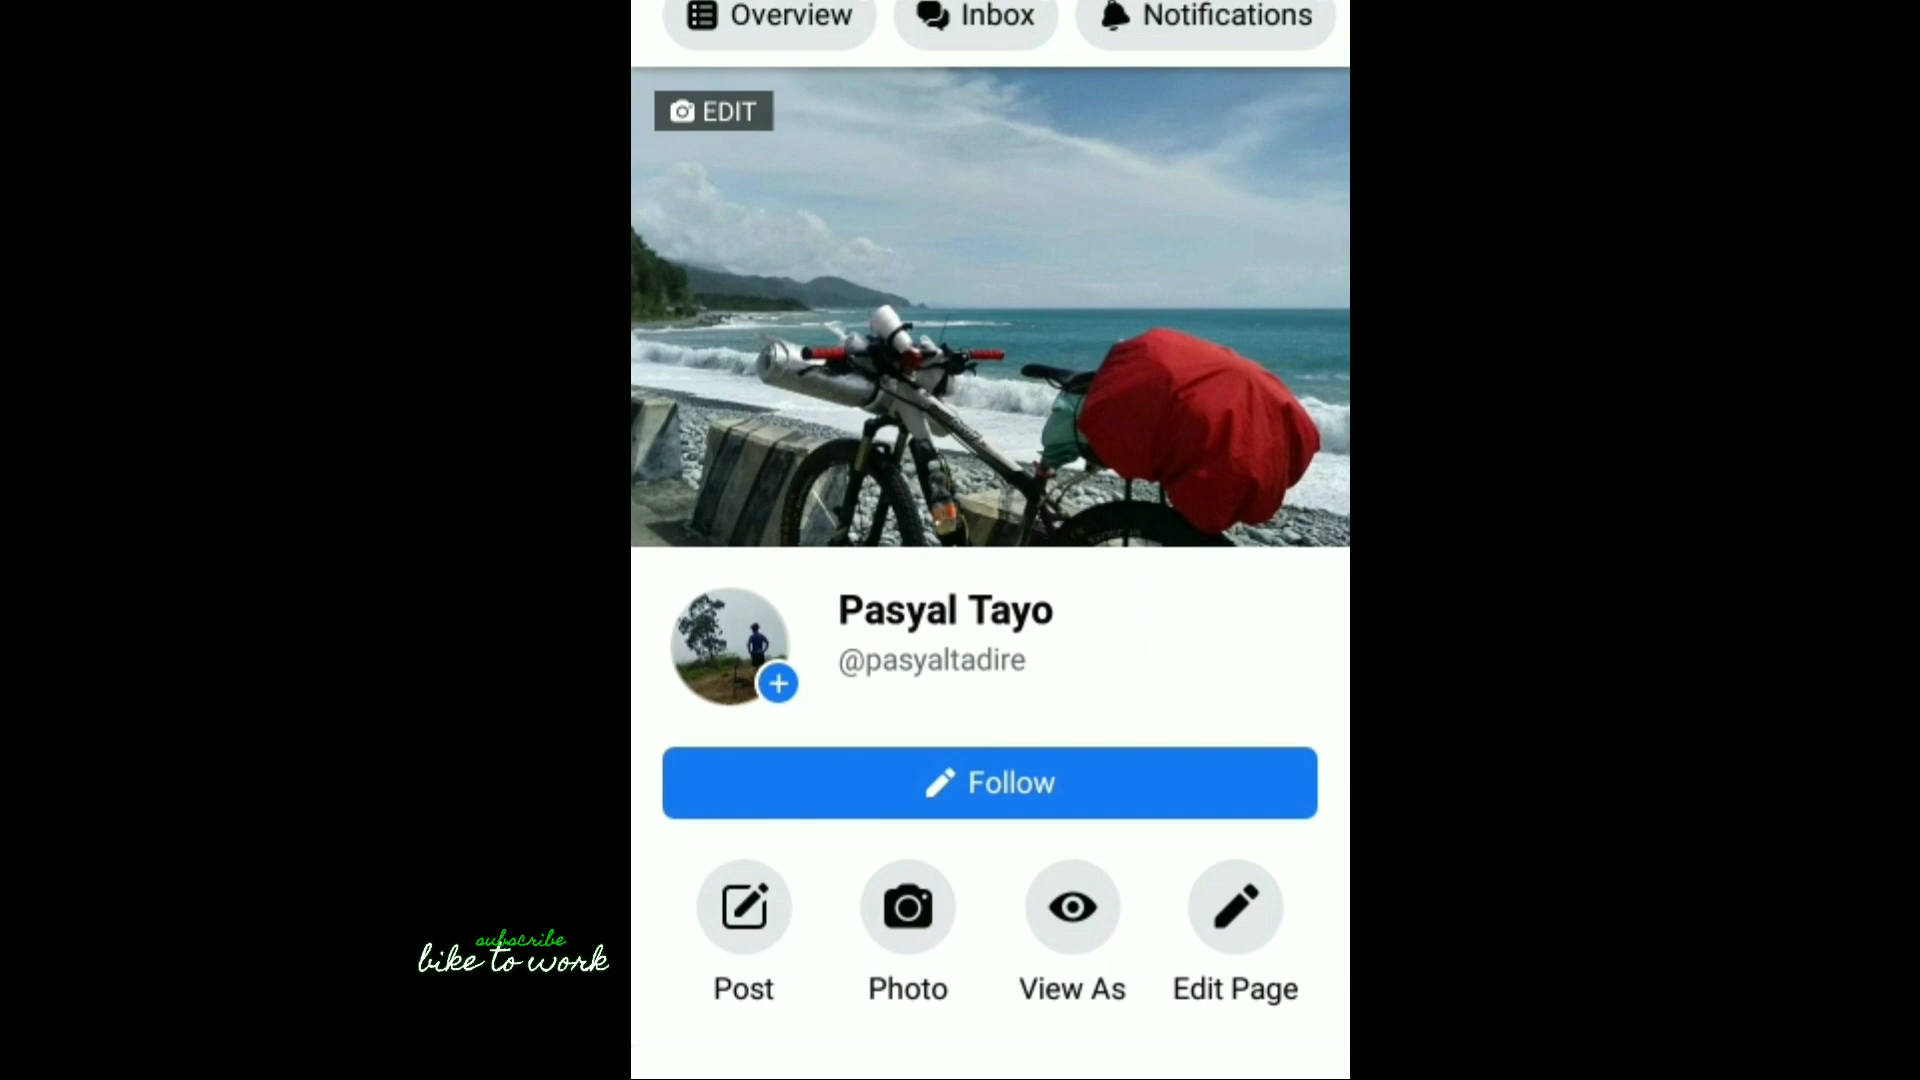 Overview Inbox Notifications
EDIT
Pasyal Tayo
@pasyaltadire
Follow
Post Photo View As Edit Page
subscribe
bike to work